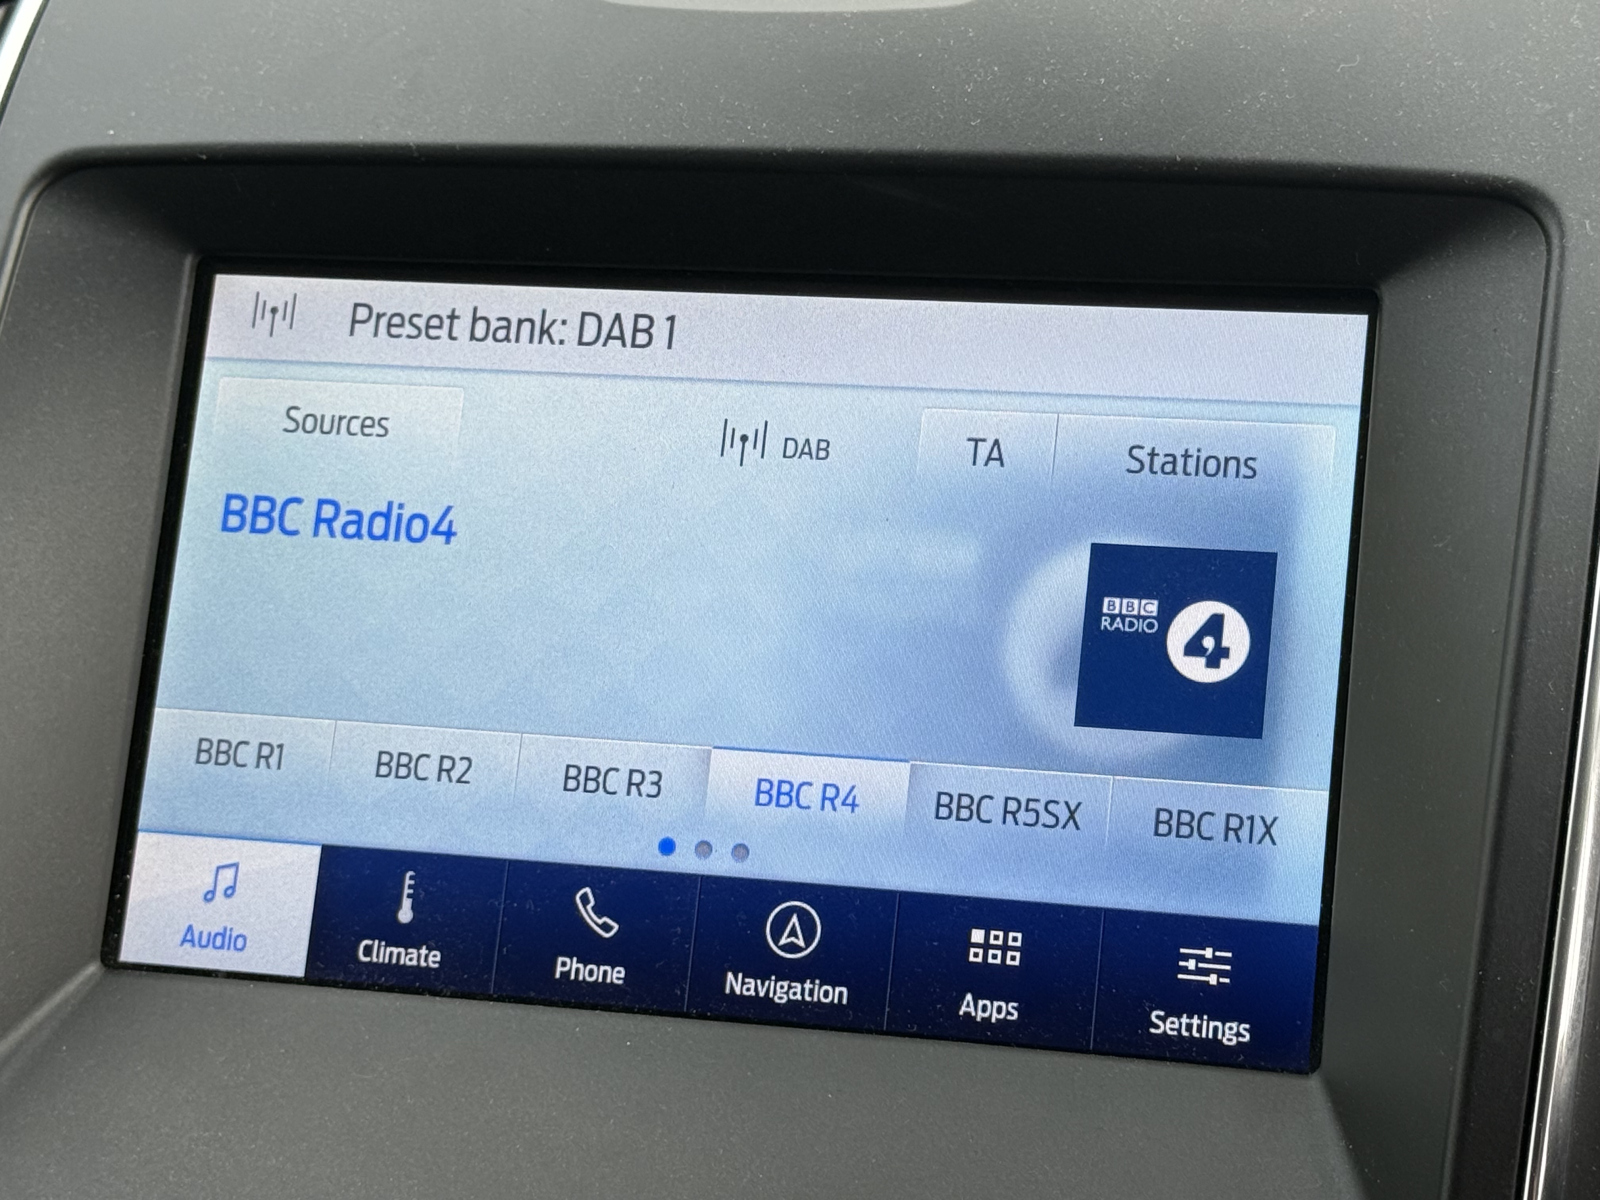 Preset bank: DAB 1
Sources
DAB
TA
Stations
BBC Radio4
BBC
RADIO
4
BBC R1
BBC R2
BBC R3
BBC R4
BBC R5SX
BBC R1X
Audio
Climate
Phone
Navigation
Apps
Settings